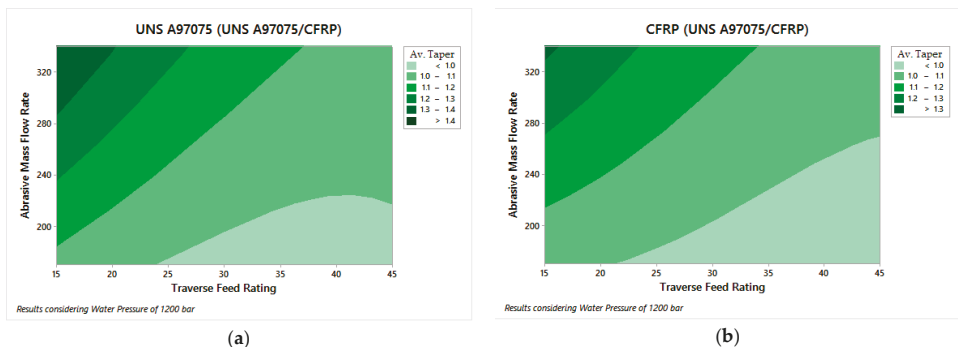 UNS A97075 (UNS A97075/CFRP)
Abrasive Mass Flow Rate
320
280
240
200
15 20 25 30 35 40 45
Traverse Feed Rating
Av. Taper
< 1.0
1.0 – 1.1
1.1 – 1.2
1.2 – 1.3
1.3 – 1.4
> 1.4
Results considering Water Pressure of 1200 bar
(a)
CFRP (UNS A97075/CFRP)
Abrasive Mass Flow Rate
320
280
240
200
15 20 25 30 35 40 45
Traverse Feed Rating
Av. Taper
< 1.0
1.0 – 1.1
1.1 – 1.2
1.2 – 1.3
> 1.3
Results considering Water Pressure of 1200 bar
(b)